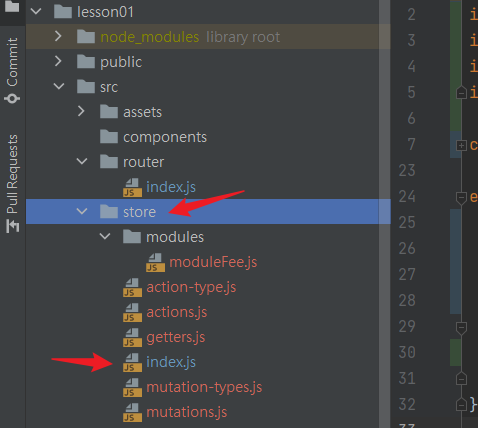 Commit
Pull Requests
lesson01
node_modules library root
public
src
assets
components
router
index.js
store
modules
moduleFee.js
action-type.js
actions.js
getters.js
index.js
mutation-types.js
mutations.js
2 i
3 i
4 i
5 i
6
7 c
23
24 e
25
26
27
28
29
30
31
32 }
33